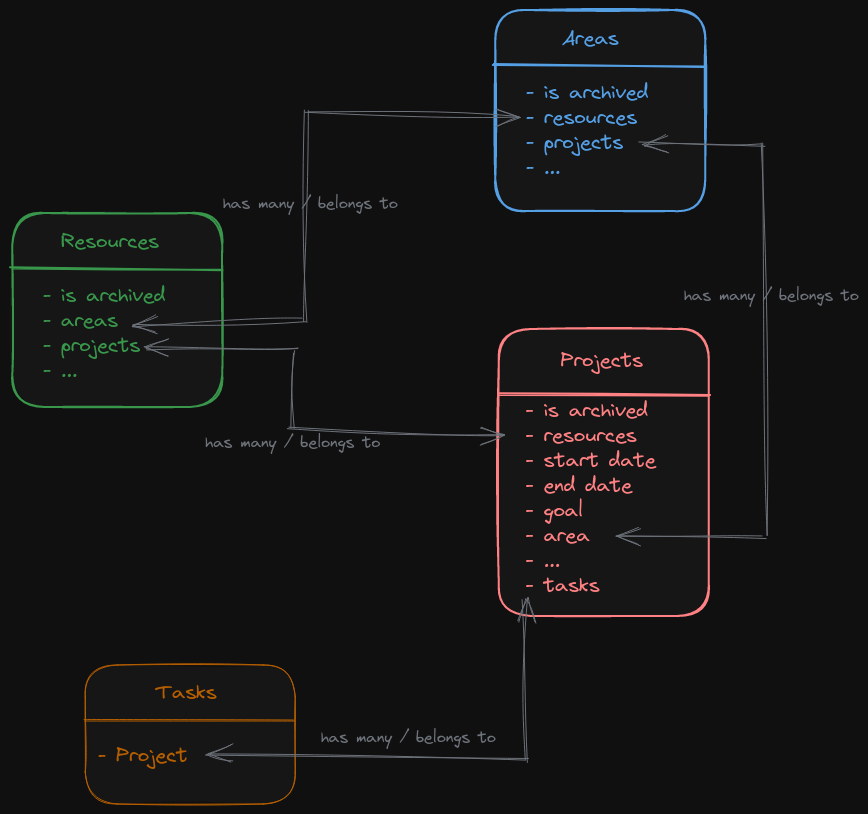 Areas
- is archived
- resources
- projects
- ...
has many / belongs to
Resources
- is archived
- areas
- projects
- ...
has many / belongs to
Projects
- is archived
- resources
- start date
- end date
- goal
- area
- ...
- tasks
has many / belongs to
Tasks
- Project
has many / belongs to